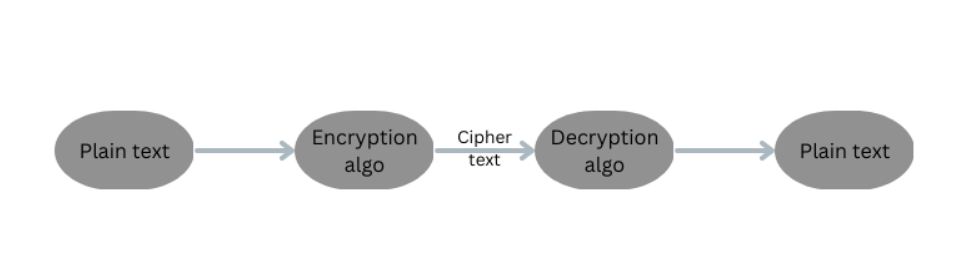 Plain text
Encryption
algo
Cipher
text
Decryption
algo
Plain text